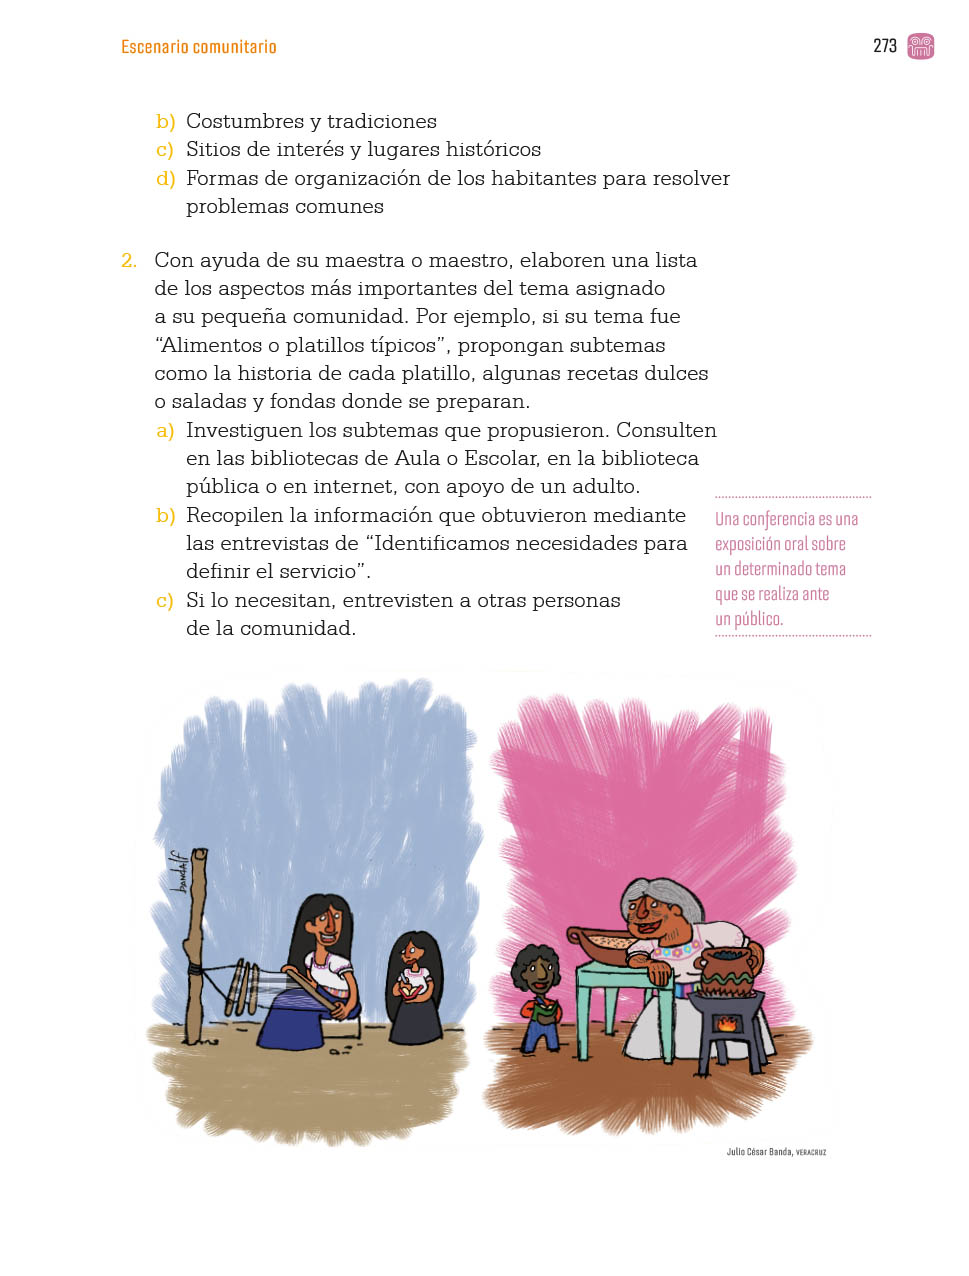 Escenario comunitario
273
b) Costumbres y tradiciones
c) Sitios de interés y lugares históricos
d) Formas de organización de los habitantes para resolver
problemas comunes
2. Con ayuda de su maestra o maestro, elaboren una lista
de los aspectos más importantes del tema asignado
a su pequeña comunidad. Por ejemplo, si su tema fue
“Alimentos o platillos típicos”, propongan subtemas
como la historia de cada platillo, algunas recetas dulces
o saladas y fondas donde se preparan.
a) Investiguen los subtemas que propusieron. Consulten
en las bibliotecas de Aula o Escolar, en la biblioteca
pública o en internet, con apoyo de un adulto.
b) Recopilen la información que obtuvieron mediante
las entrevistas de “Identificamos necesidades para
definir el servicio”.
c) Si lo necesitan, entrevisten a otras personas
de la comunidad.
Una conferencia es una
exposición oral sobre
un determinado tema
que se realiza ante
un público.
bandalf
Julio César Banda, VERACRUZ